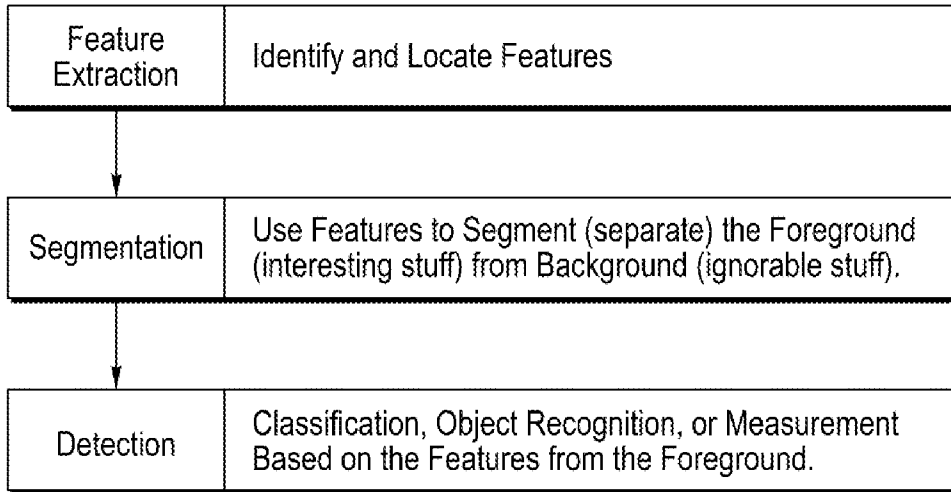 Feature
Extraction
Identify and Locate Features
Segmentation
Use Features to Segment (separate) the Foreground
(interesting stuff) from Background (ignorable stuff).
Detection
Classification, Object Recognition, or Measurement
Based on the Features from the Foreground.